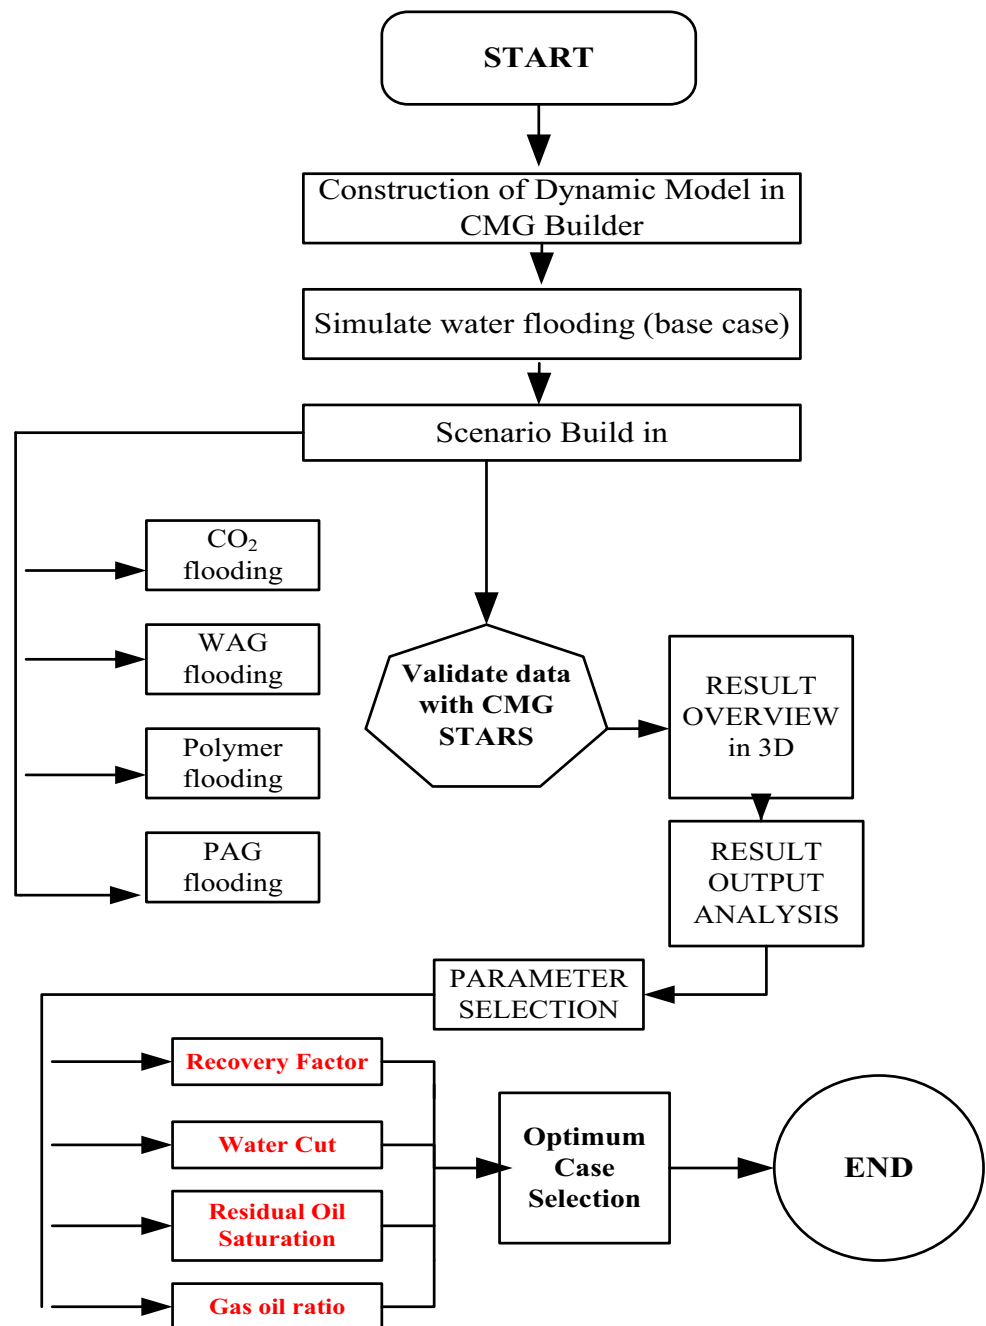 START
Construction of Dynamic Model in
CMG Builder
Simulate water flooding (base case)
Scenario Build in
CO₂
flooding
WAG
flooding
Polymer
flooding
PAG
flooding
Validate data
with CMG
STARS
RESULT
OVERVIEW
in 3D
RESULT
OUTPUT
ANALYSIS
PARAMETER
SELECTION
Recovery Factor
Water Cut
Residual Oil
Saturation
Gas oil ratio
Optimum
Case
Selection
END